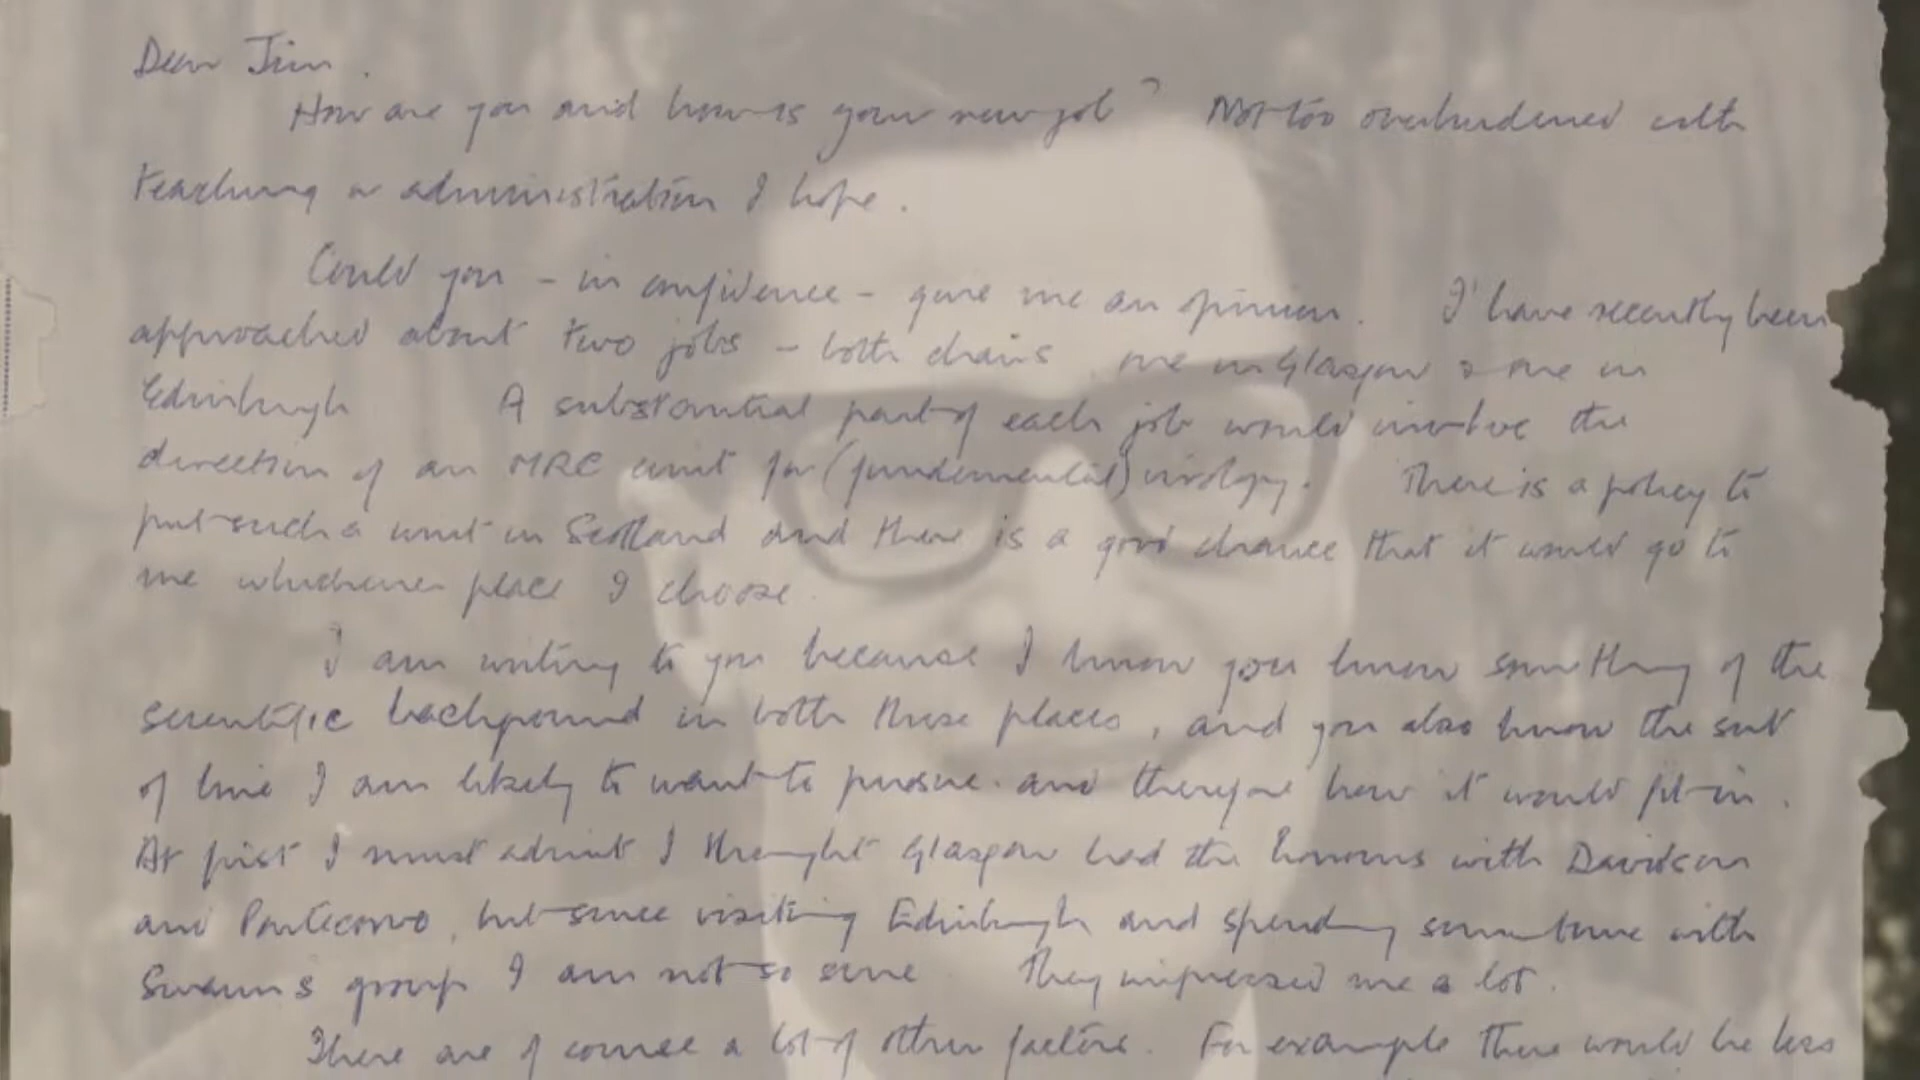 Dear Jim.
How are you and how is your new job? Not too overburdened with
teaching or administration I hope.
Could you - in confidence - give me an opinion. I have recently been
approached about two jobs - both chairs, one in Glasgow & one in
Edinburgh A substantial part of each job would involve the
direction of an MRC unit for (fundamental) virology. There is a policy to
put such a unit in Scotland and there is a good chance that it would go to
me whichever place I choose.
I am writing to you because I know you know something of the
scientific background in both these places, and you also know the sort
of line I am likely to want to pursue and therefore how it would fit in.
At first I must admit I thought Glasgow had the honours with Davidson
and Pontecorvo, but since visiting Edinburgh and spending some time with
Swann's group I am not so sure They impressed me a lot.
There are of course a lot of other factors. For example there would be less